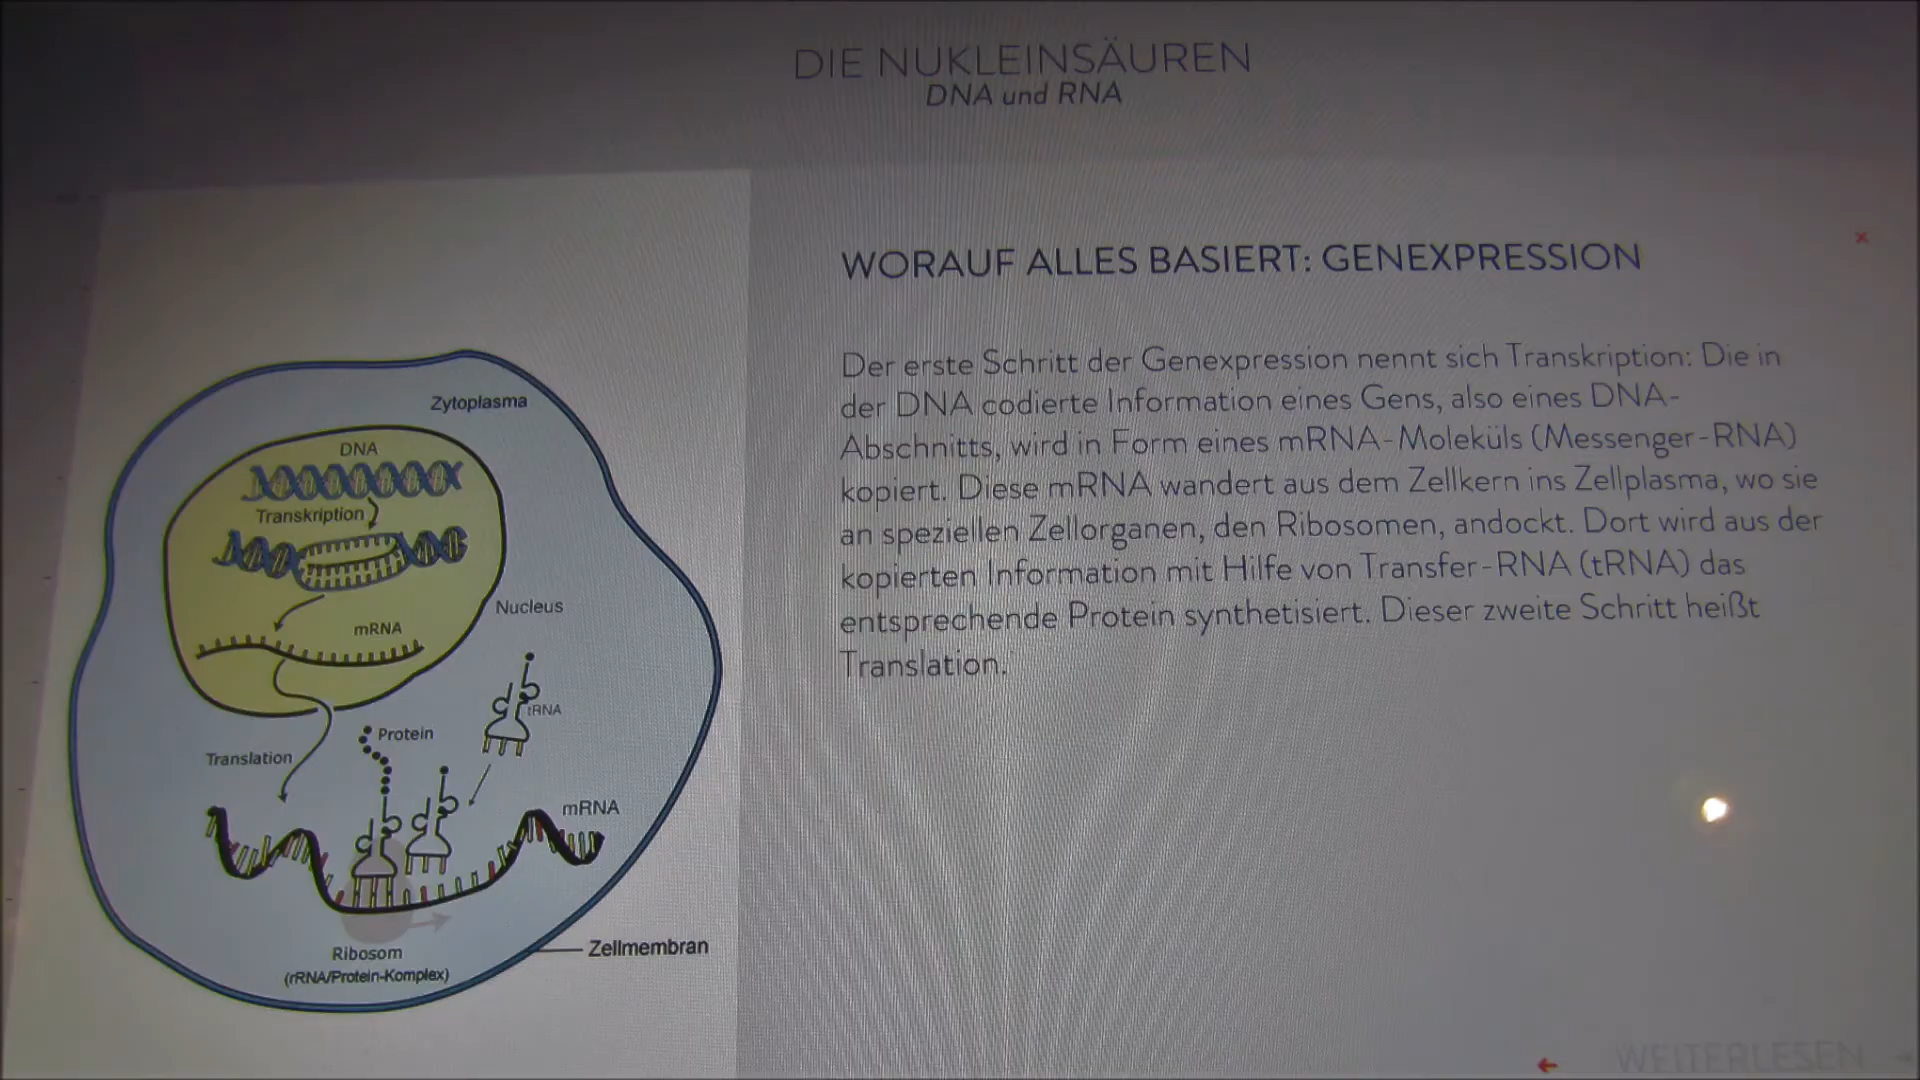 DIE NUKLEINSÄUREN
DNA und RNA
WORAUF ALLES BASIERT: GENEXPRESSION
Der erste Schritt der Genexpression nennt sich Transkription: Die in
der DNA codierte Information eines Gens, also eines DNA-
Abschnitts, wird in Form eines mRNA-Moleküls (Messenger-RNA)
kopiert. Diese mRNA wandert aus dem Zellkern ins Zellplasma, wo sie
an speziellen Zellorganen, den Ribosomen, andockt. Dort wird aus der
kopierten Information mit Hilfe von Transfer-RNA (tRNA) das
entsprechende Protein synthetisiert. Dieser zweite Schritt heißt
Translation.
Zytoplasma
DNA
Transkription
Nucleus
mRNA
tRNA
Protein
Translation
mRNA
Ribosom
(rRNA/Protein-Komplex)
Zellmembran
WEITERLESEN